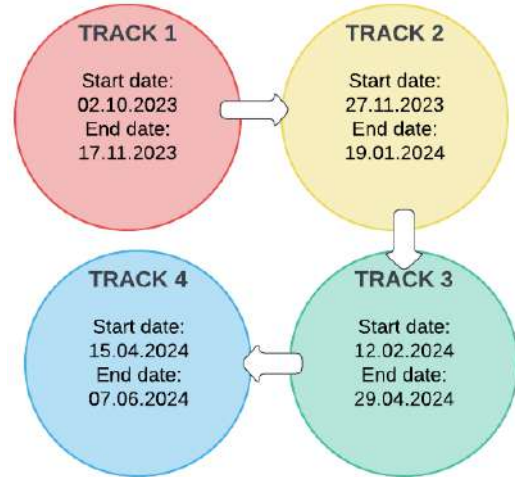 TRACK 1
Start date:
02.10.2023
End date:
17.11.2023
TRACK 2
Start date:
27.11.2023
End date:
19.01.2024
TRACK 3
Start date:
12.02.2024
End date:
29.04.2024
TRACK 4
Start date:
15.04.2024
End date:
07.06.2024